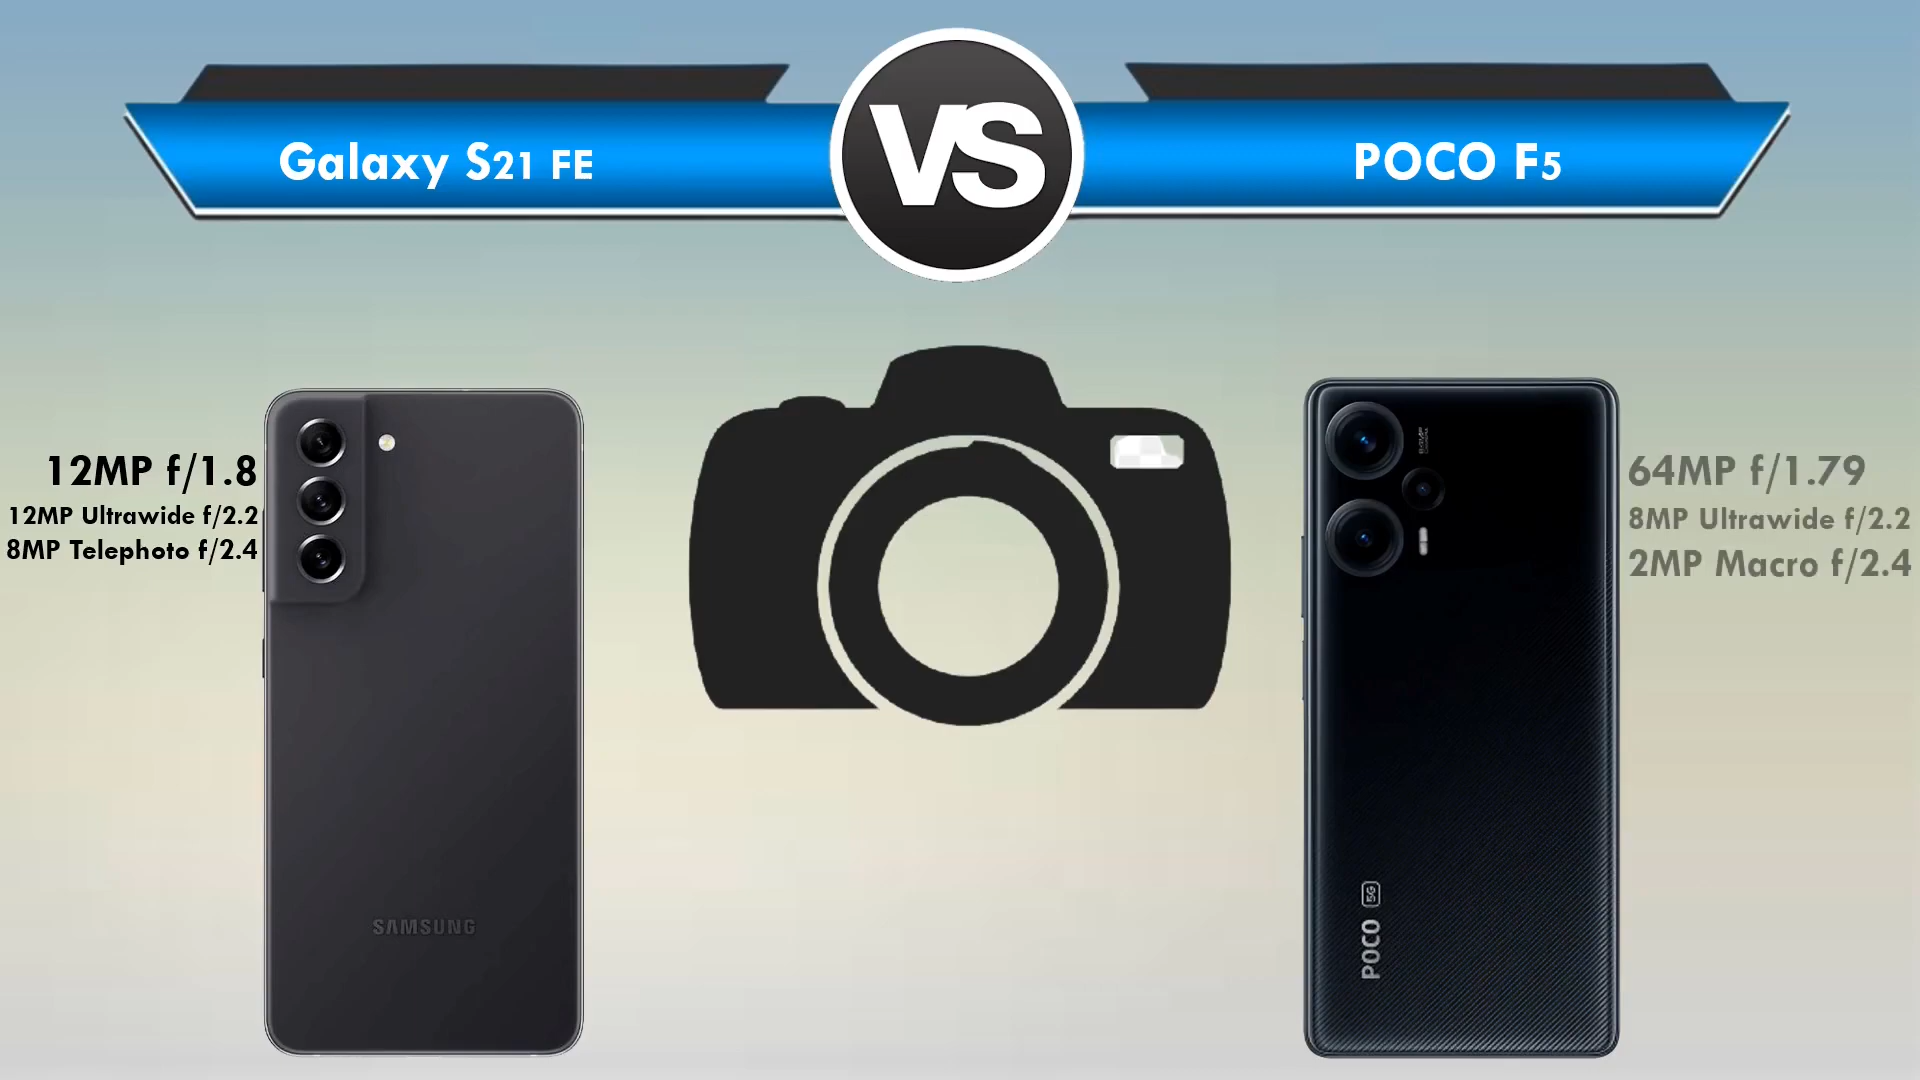 Galaxy S21 FE
VS
POCO F5
12MP f/1.8
12MP Ultrawide f/2.2
8MP Telephoto f/2.4
64MP f/1.79
8MP Ultrawide f/2.2
2MP Macro f/2.4
SAMSUNG
POCO 5G